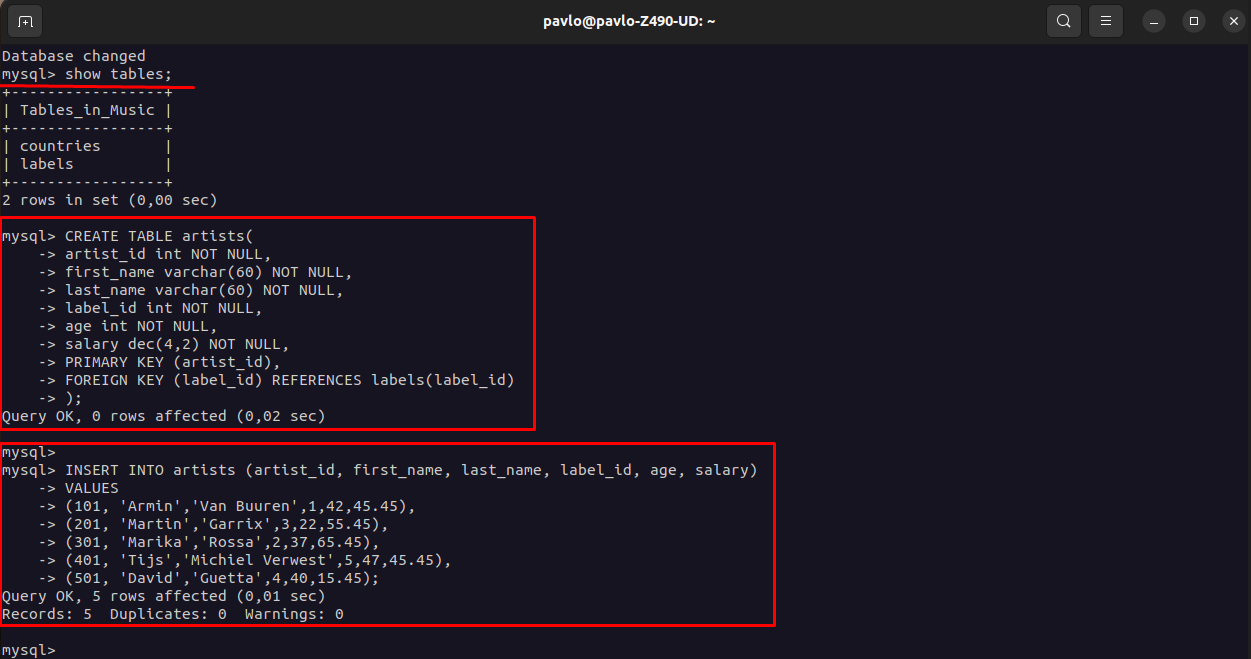 pavlo@pavlo-Z490-UD: ~
Database changed
mysql> show tables;
+-----------------+
| Tables_in_Music |
+-----------------+
| countries       |
| labels          |
+-----------------+
2 rows in set (0,00 sec)
mysql> CREATE TABLE artists(
    -> artist_id int NOT NULL,
    -> first_name varchar(60) NOT NULL,
    -> last_name varchar(60) NOT NULL,
    -> label_id int NOT NULL,
    -> age int NOT NULL,
    -> salary dec(4,2) NOT NULL,
    -> PRIMARY KEY (artist_id),
    -> FOREIGN KEY (label_id) REFERENCES labels(label_id)
    -> );
Query OK, 0 rows affected (0,02 sec)
mysql>
mysql> INSERT INTO artists (artist_id, first_name, last_name, label_id, age, salary)
    -> VALUES
    -> (101, 'Armin','Van Buuren',1,42,45.45),
    -> (201, 'Martin','Garrix',3,22,55.45),
    -> (301, 'Marika','Rossa',2,37,65.45),
    -> (401, 'Tijs','Michiel Verwest',5,47,45.45),
    -> (501, 'David','Guetta',4,40,15.45);
Query OK, 5 rows affected (0,01 sec)
Records: 5  Duplicates: 0  Warnings: 0
mysql>